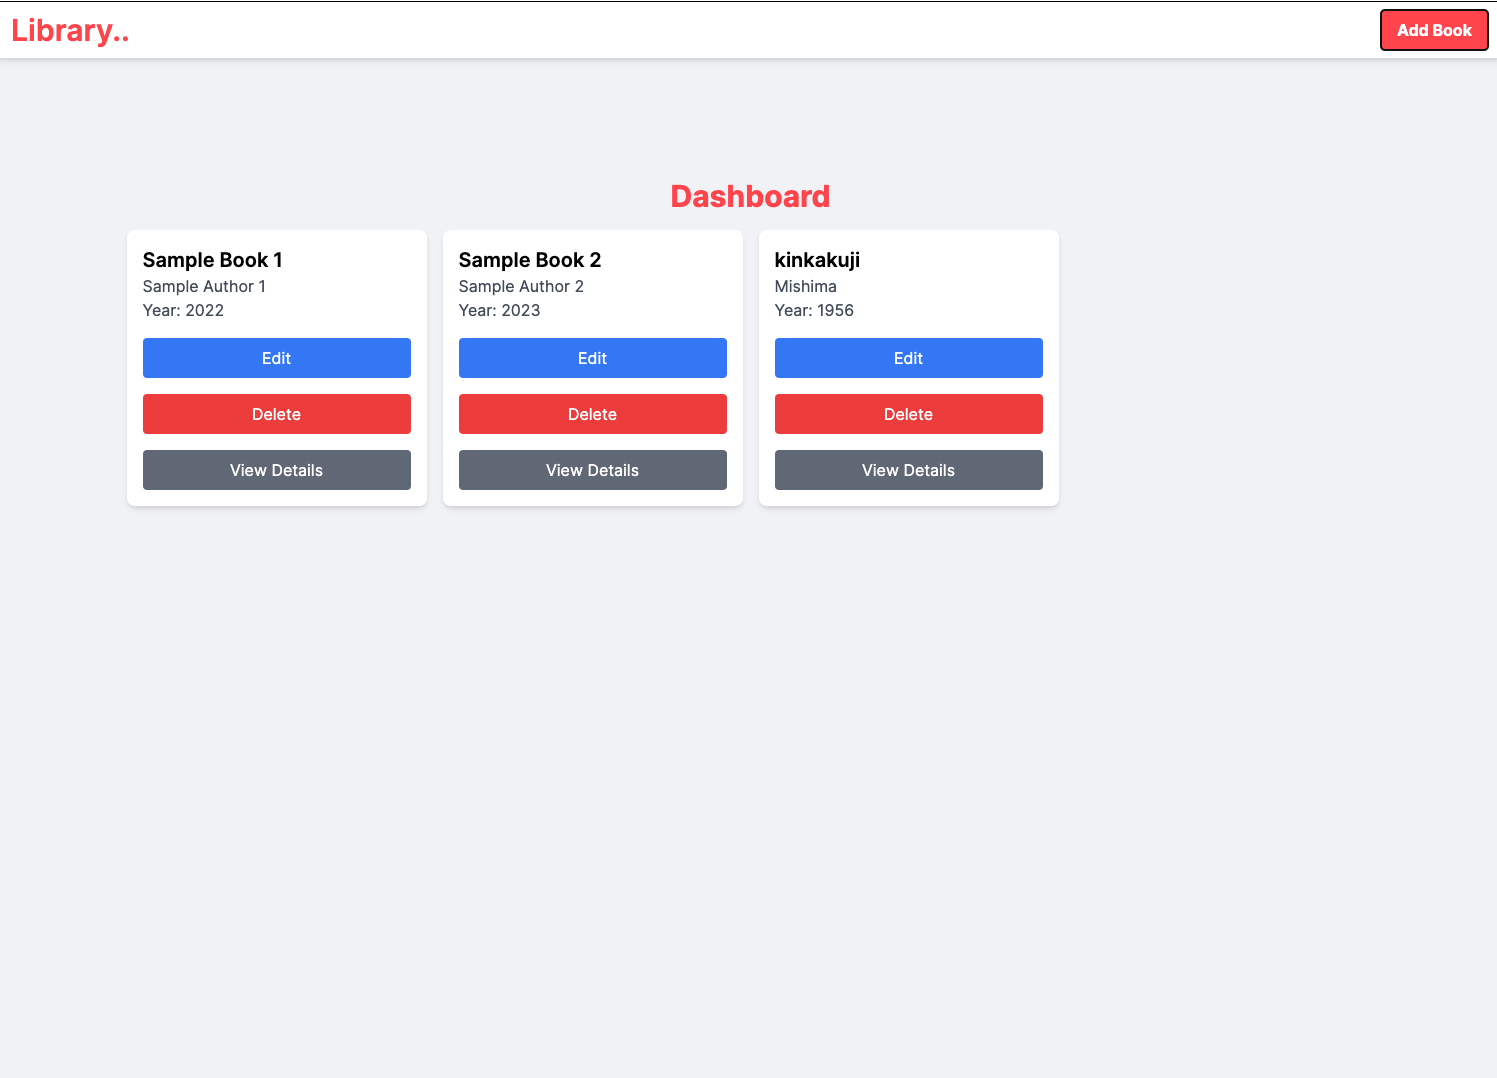 Library..
Add Book
Dashboard
Sample Book 1
Sample Author 1
Year: 2022
Edit
Delete
View Details
Sample Book 2
Sample Author 2
Year: 2023
Edit
Delete
View Details
kinkakuji
Mishima
Year: 1956
Edit
Delete
View Details